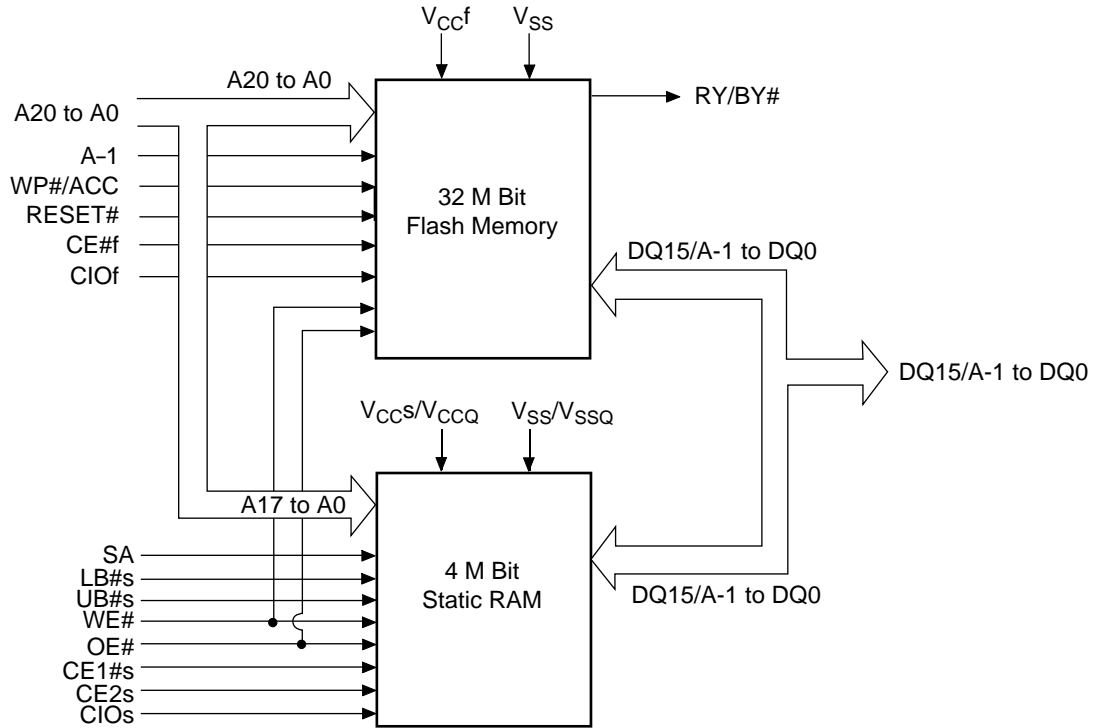 VCCf
VSS
A20 to A0
RY/BY#
A20 to A0
A–1
WP#/ACC
RESET#
CE#f
CIOf
32 M Bit
Flash Memory
DQ15/A-1 to DQ0
DQ15/A-1 to DQ0
VCCs/VCCQ
VSS/VSSQ
A17 to A0
SA
LB#s
UB#s
WE#
OE#
CE1#s
CE2s
CIOs
4 M Bit
Static RAM
DQ15/A-1 to DQ0